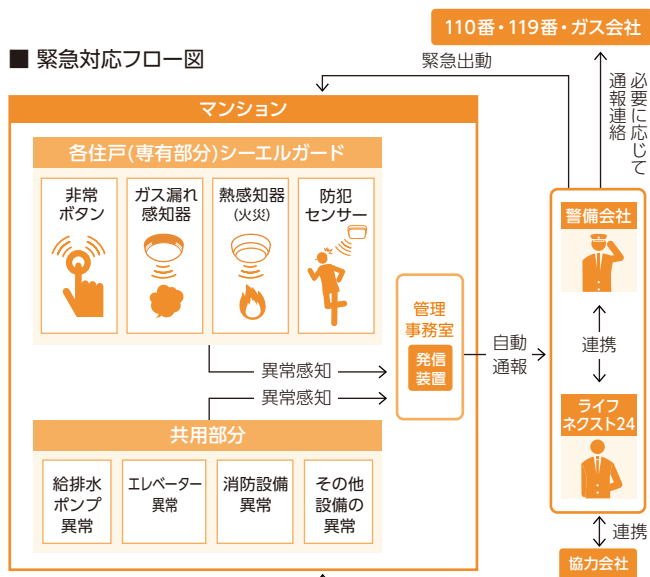 110番・119番・ガス会社
■ 緊急対応フロー図
緊急出動
必要に応じて
通報連絡
マンション
各住戸(専有部分)シーエルガード
非常
ボタン
ガス漏れ
感知器
熱感知器
(火災)
防犯
センサー
管理
事務室
発信
装置
自動
通報
警備会社
連携
ライフ
ネクスト24
異常感知
異常感知
共用部分
給排水
ポンプ
異常
エレベーター
異常
消防設備
異常
その他
設備の
異常
連携
協力会社